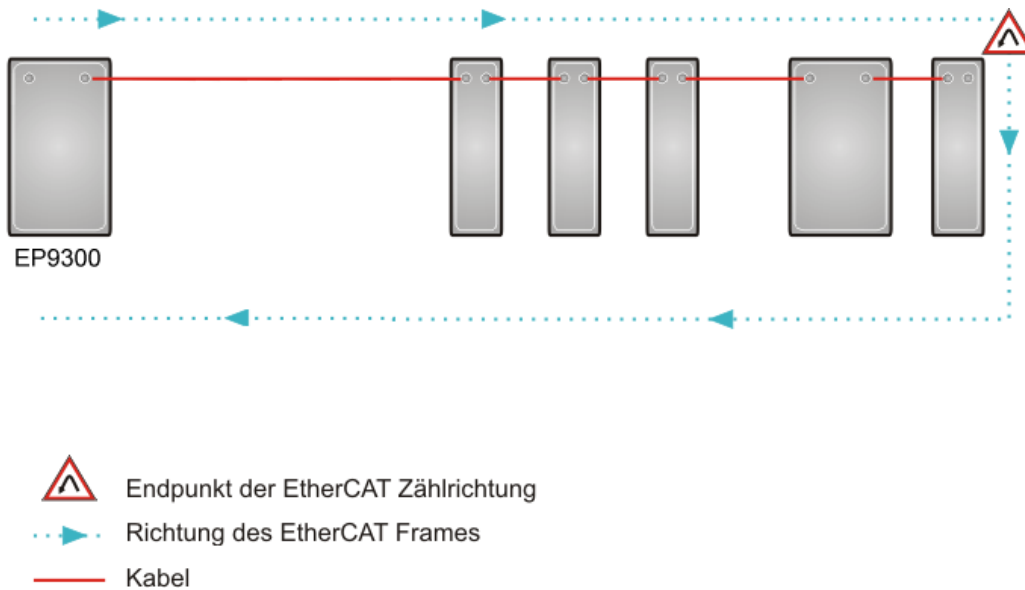 EP9300
Endpunkt der EtherCAT Zählrichtung
Richtung des EtherCAT Frames
Kabel